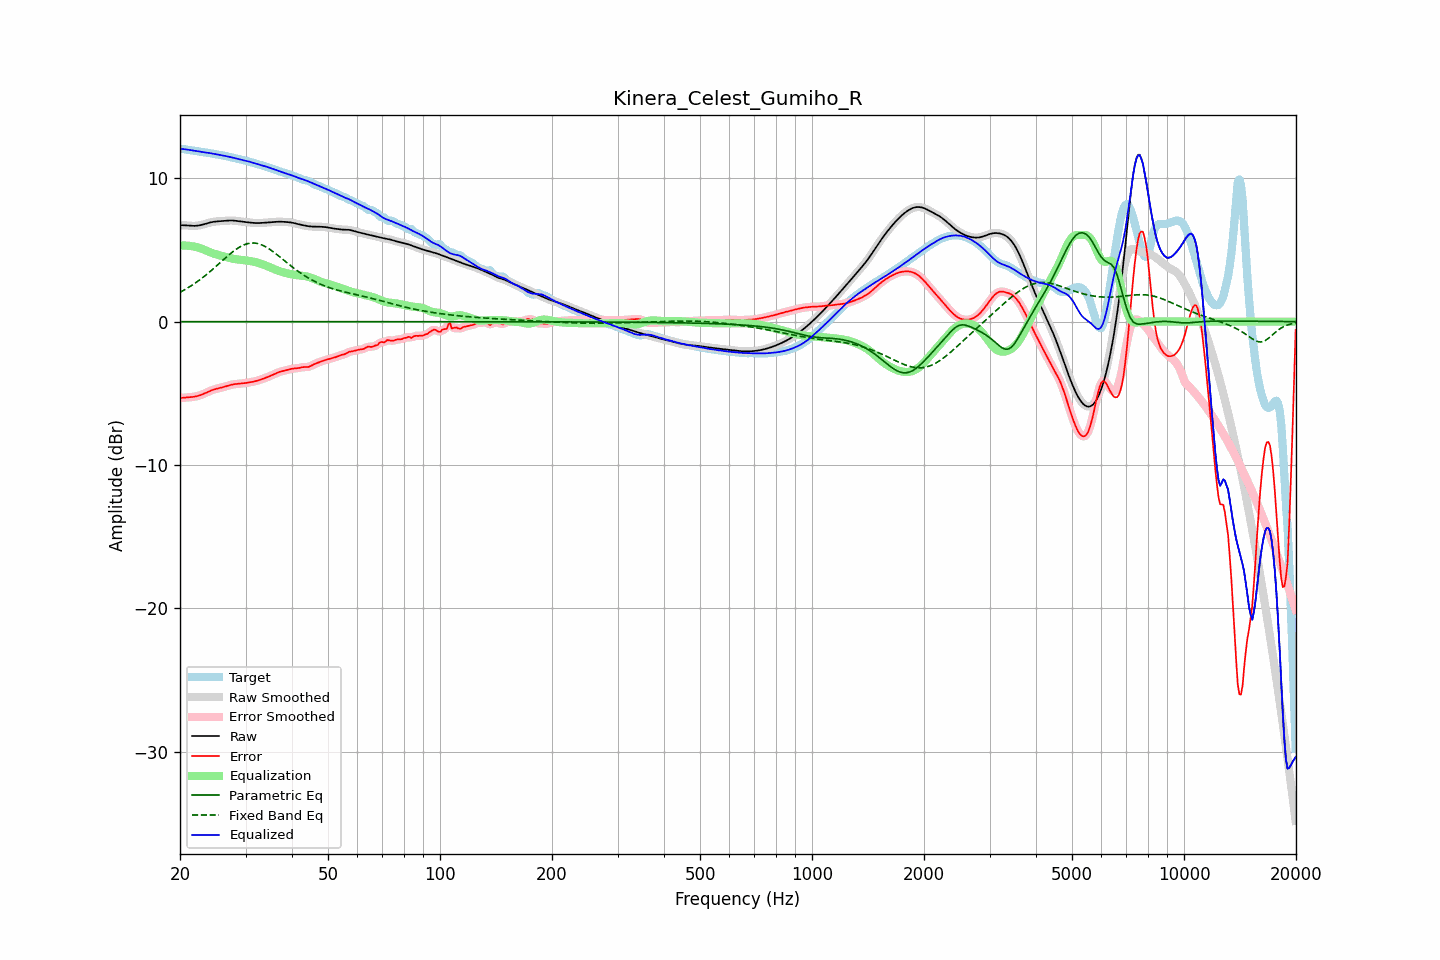 Kinera_Celest_Gumiho_R
Amplitude (dBr)
10
0
−10
−20
−30
Target
Raw Smoothed
Error Smoothed
Raw
Error
Equalization
Parametric Eq
Fixed Band Eq
Equalized
20 50 100 200 500 1000 2000 5000 10000 20000
Frequency (Hz)